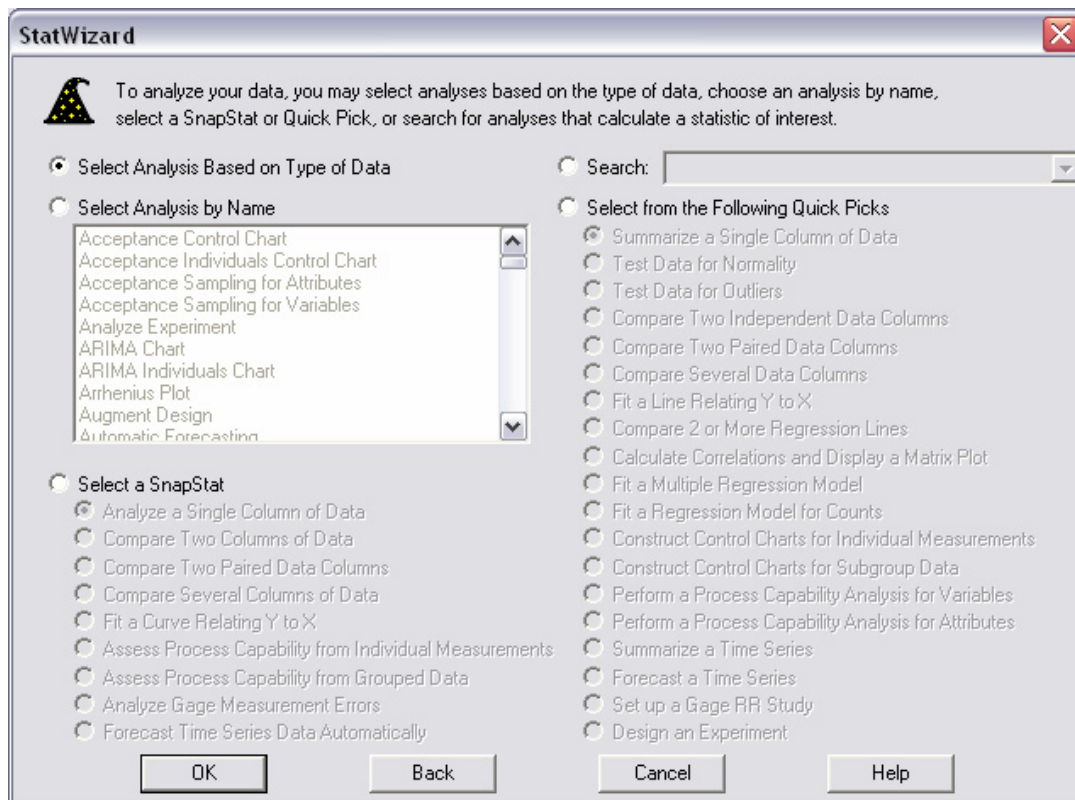 StatWizard
To analyze your data, you may select analyses based on the type of data, choose an analysis by name,
select a SnapStat or Quick Pick, or search for analyses that calculate a statistic of interest.
Select Analysis Based on Type of Data
Select Analysis by Name
Acceptance Control Chart
Acceptance Individuals Control Chart
Acceptance Sampling for Attributes
Acceptance Sampling for Variables
Analyze Experiment
ARIMA Chart
ARIMA Individuals Chart
Arrhenius Plot
Augment Design
Automatic Forecasting
Select a SnapStat
Analyze a Single Column of Data
Compare Two Columns of Data
Compare Two Paired Data Columns
Compare Several Columns of Data
Fit a Curve Relating Y to X
Assess Process Capability from Individual Measurements
Assess Process Capability from Grouped Data
Analyze Gage Measurement Errors
Forecast Time Series Data Automatically
Search:
Select from the Following Quick Picks
Summarize a Single Column of Data
Test Data for Normality
Test Data for Outliers
Compare Two Independent Data Columns
Compare Two Paired Data Columns
Compare Several Data Columns
Fit a Line Relating Y to X
Compare 2 or More Regression Lines
Calculate Correlations and Display a Matrix Plot
Fit a Multiple Regression Model
Fit a Regression Model for Counts
Construct Control Charts for Individual Measurements
Construct Control Charts for Subgroup Data
Perform a Process Capability Analysis for Variables
Perform a Process Capability Analysis for Attributes
Summarize a Time Series
Forecast a Time Series
Set up a Gage RR Study
Design an Experiment
OK
Back
Cancel
Help